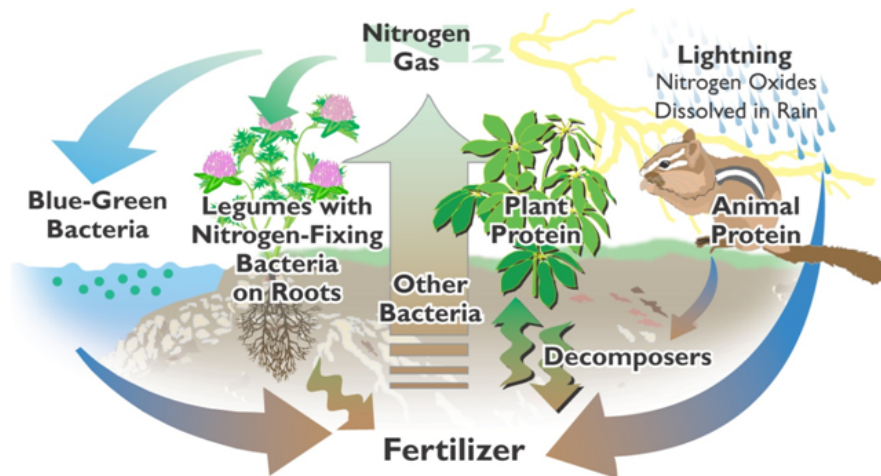 N2
Nitrogen
Gas
Lightning
Nitrogen Oxides
Dissolved in Rain
Blue-Green
Bacteria
Legumes with
Nitrogen-Fixing
Bacteria
on Roots
Plant
Protein
Animal
Protein
Other
Bacteria
Decomposers
Fertilizer